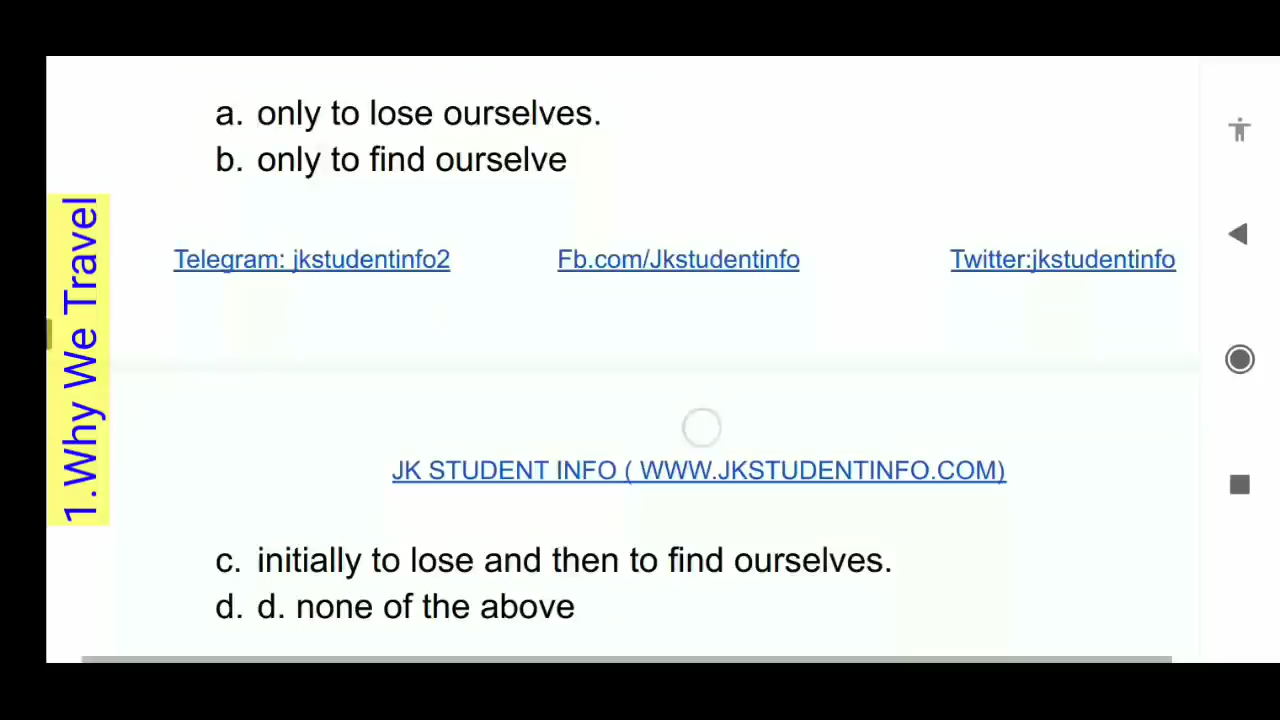 a. only to lose ourselves.
b. only to find ourselve
1.Why We Travel
Telegram: jkstudentinfo2 Fb.com/Jkstudentinfo Twitter:jkstudentinfo
JK STUDENT INFO ( WWW.JKSTUDENTINFO.COM)
c. initially to lose and then to find ourselves.
d. d. none of the above